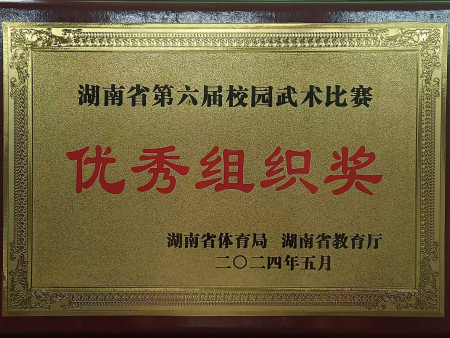 湖南省第六届校园武术比赛
优秀组织奖
湖南省体育局 湖南省教育厅
二〇二四年五月